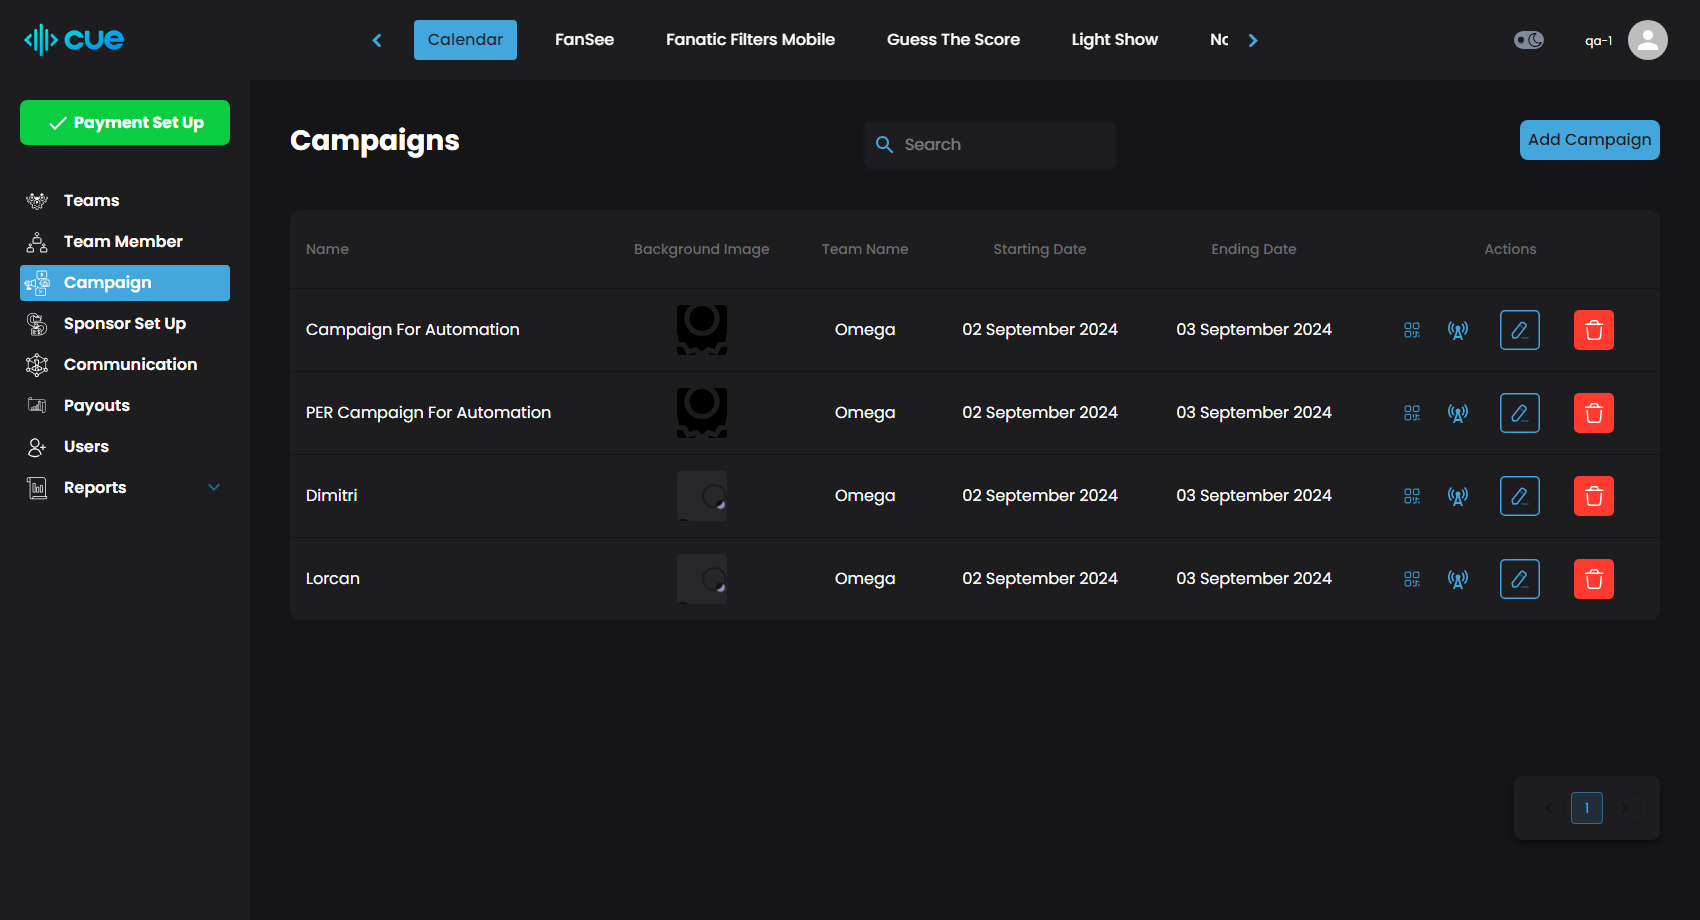 cue
Calendar
FanSee
Fanatic Filters Mobile
Guess The Score
Light Show
qa-1
Payment Set Up
Teams
Team Member
Campaign
Sponsor Set Up
Communication
Payouts
Users
Reports
Campaigns
Search
Add Campaign
Name Background Image Team Name Starting Date Ending Date Actions
Campaign For Automation Omega 02 September 2024 03 September 2024
PER Campaign For Automation Omega 02 September 2024 03 September 2024
Dimitri Omega 02 September 2024 03 September 2024
Lorcan Omega 02 September 2024 03 September 2024
1